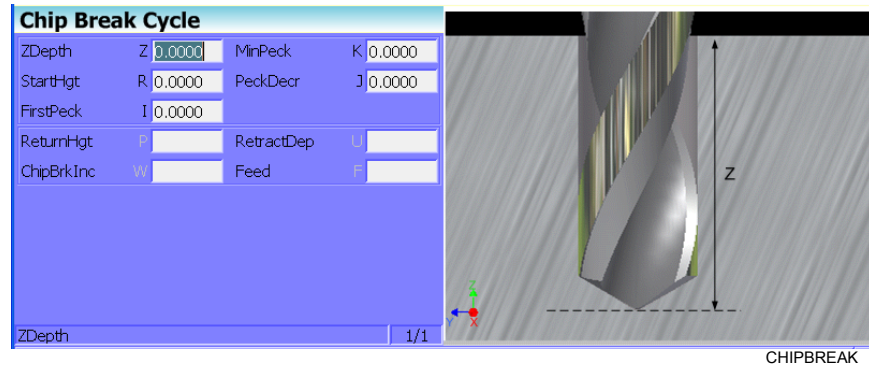 Chip Break Cycle
ZDepth Z 0.0000 MinPeck K 0.0000
StartHgt R 0.0000 PeckDecr J 0.0000
FirstPeck I 0.0000
ReturnHgt P RetractDep U
ChipBrkInc W Feed F
ZDepth 1/1
Z
Z
Y X
CHIPBREAK